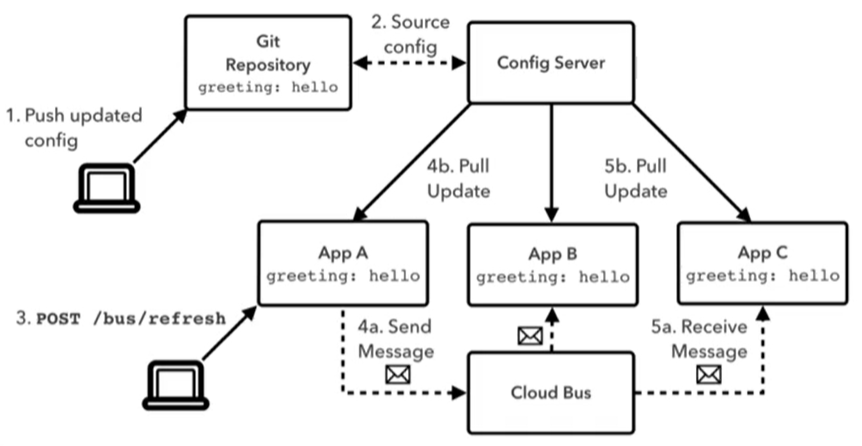 Git
Repository
greeting: hello
2. Source
config
Config Server
1. Push updated
config
4b. Pull
Update
5b. Pull
Update
App A
greeting: hello
App B
greeting: hello
App C
greeting: hello
3. POST /bus/refresh
4a. Send
Message
5a. Receive
Message
Cloud Bus